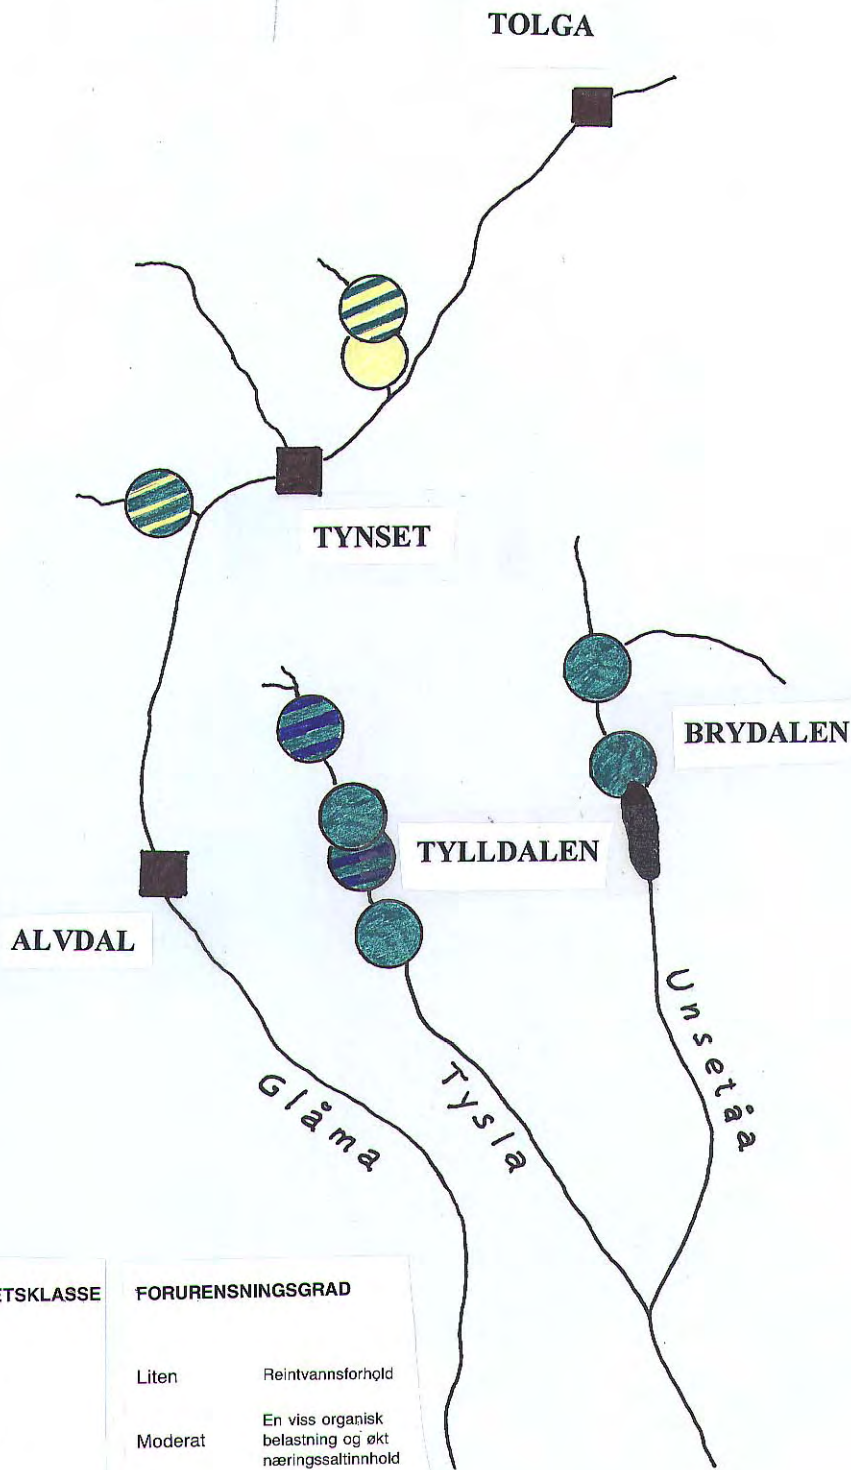 TOLGA
TYNSET
BRYDALEN
TYLLDALEN
ALVDAL
Unsetåa
Tysla
Glåma
ETSKLASSE
FORURENSNINGSGRAD
Liten
Reintvannsforhold
Moderat
En viss organisk
belastning og økt
næringssaltinnhold